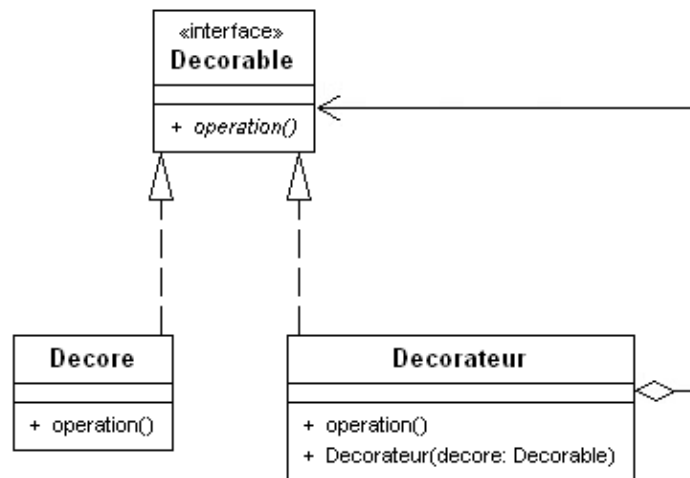 «interface»
Decorable
+ operation()
Decore
+ operation()
Decorateur
+ operation()
+ Decorateur(decore: Decorable)